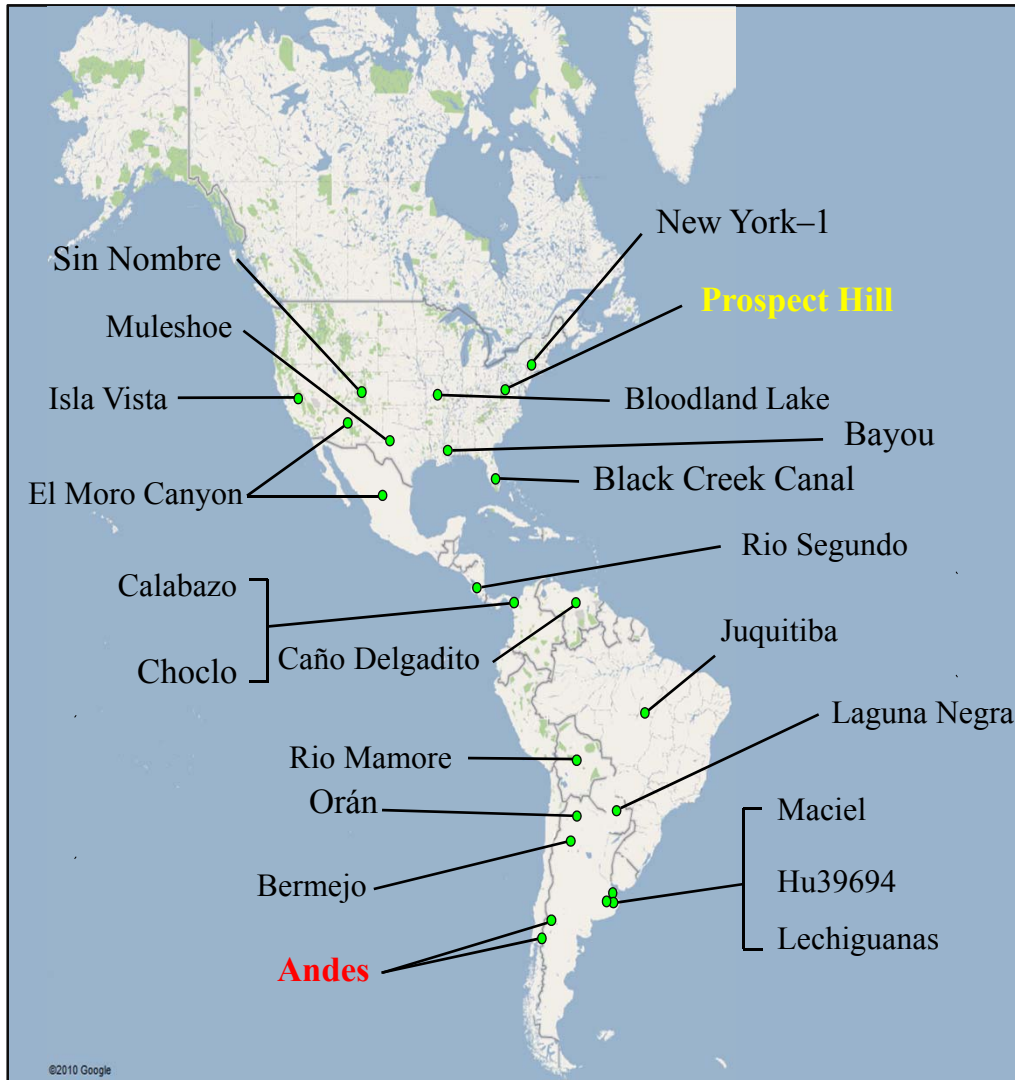 New York–1
Sin Nombre
Prospect Hill
Muleshoe
Isla Vista
Bloodland Lake
Bayou
El Moro Canyon
Black Creek Canal
Rio Segundo
Calabazo
Juquitiba
Choclo
Caño Delgadito
Laguna Negra
Rio Mamore
Orán
Maciel
Bermejo
Hu39694
Lechiguanas
Andes
©2010 Google